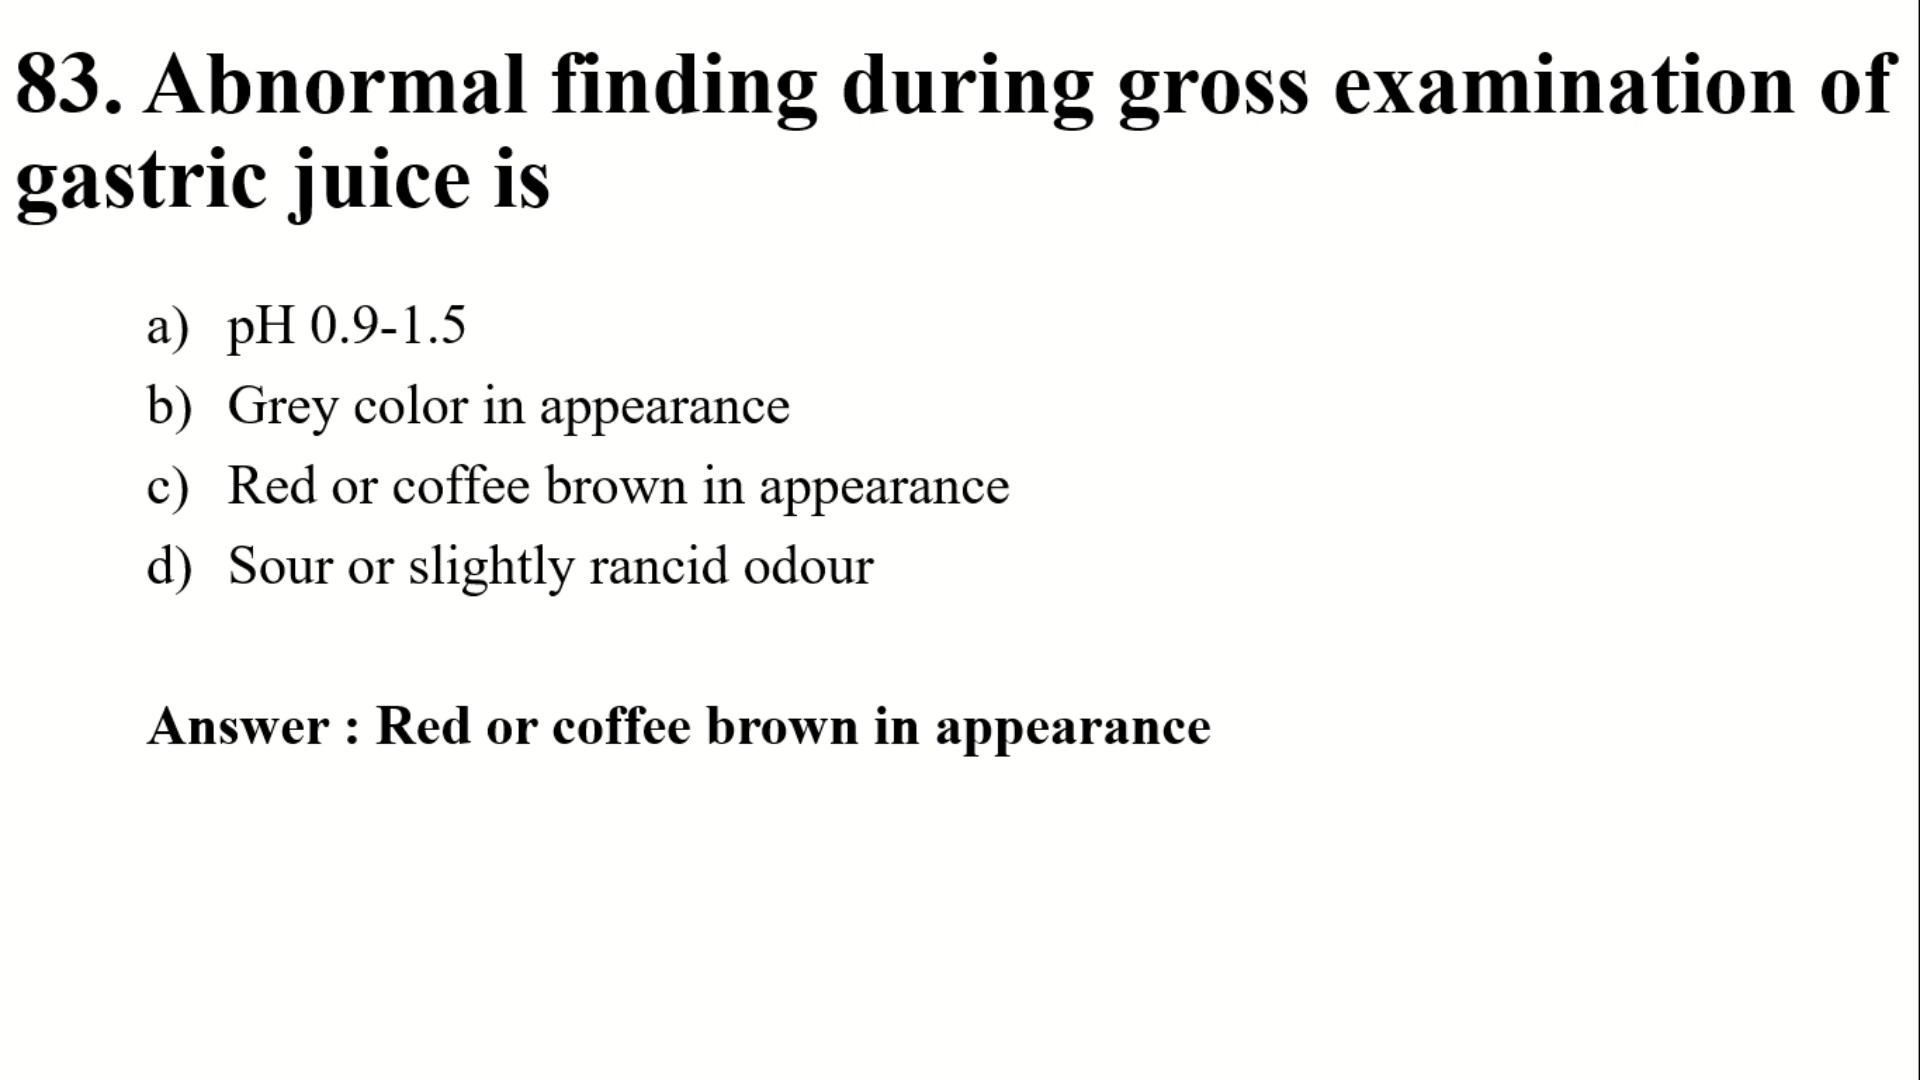 83. Abnormal finding during gross examination of
gastric juice is
a) pH 0.9-1.5
b) Grey color in appearance
c) Red or coffee brown in appearance
d) Sour or slightly rancid odour
Answer : Red or coffee brown in appearance